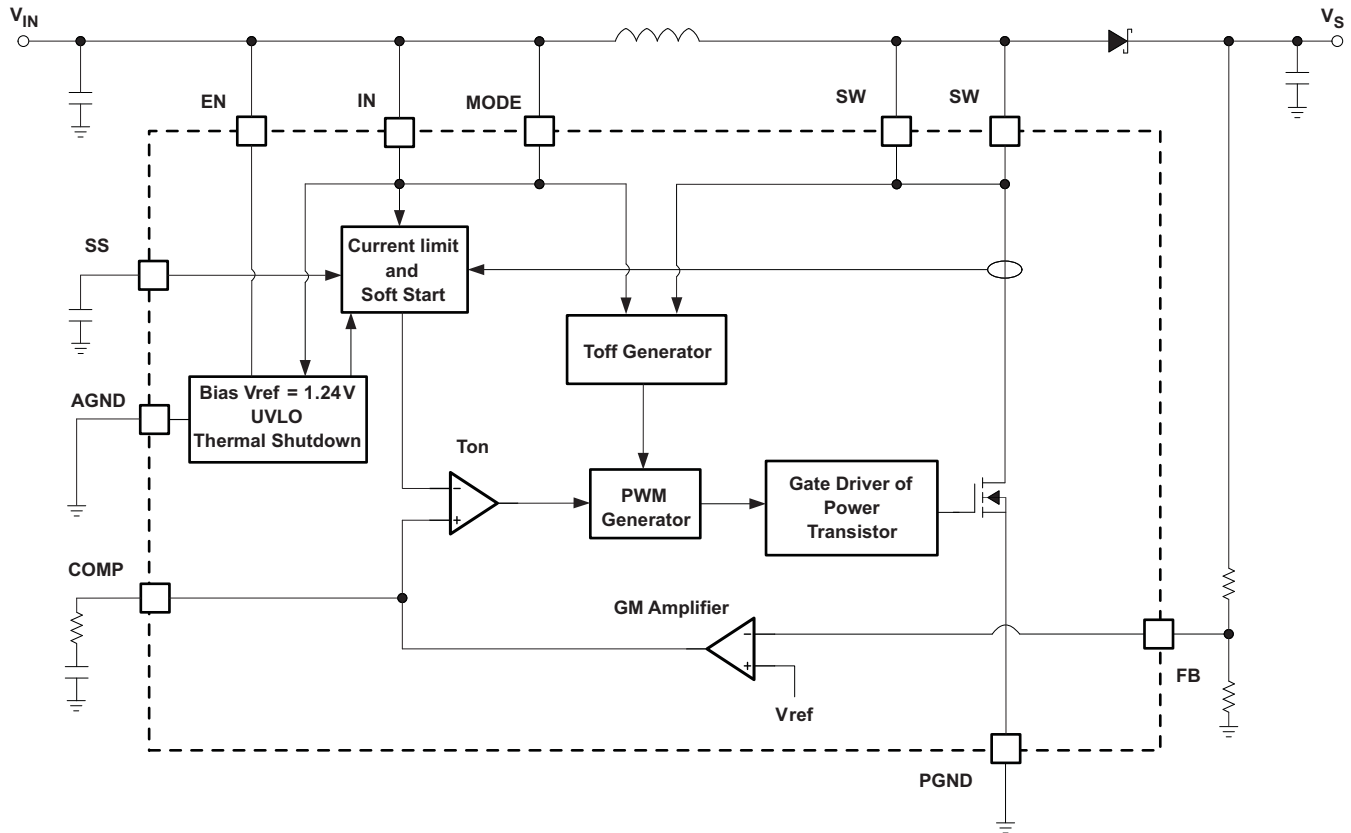 VIN
VS
EN
IN
MODE
SW
SW
SS
Current limit
and
Soft Start
Toff Generator
AGND
Bias Vref = 1.24V
UVLO
Thermal Shutdown
Ton
−
+
PWM
Generator
Gate Driver of
Power
Transistor
COMP
GM Amplifier
−
+
Vref
FB
PGND